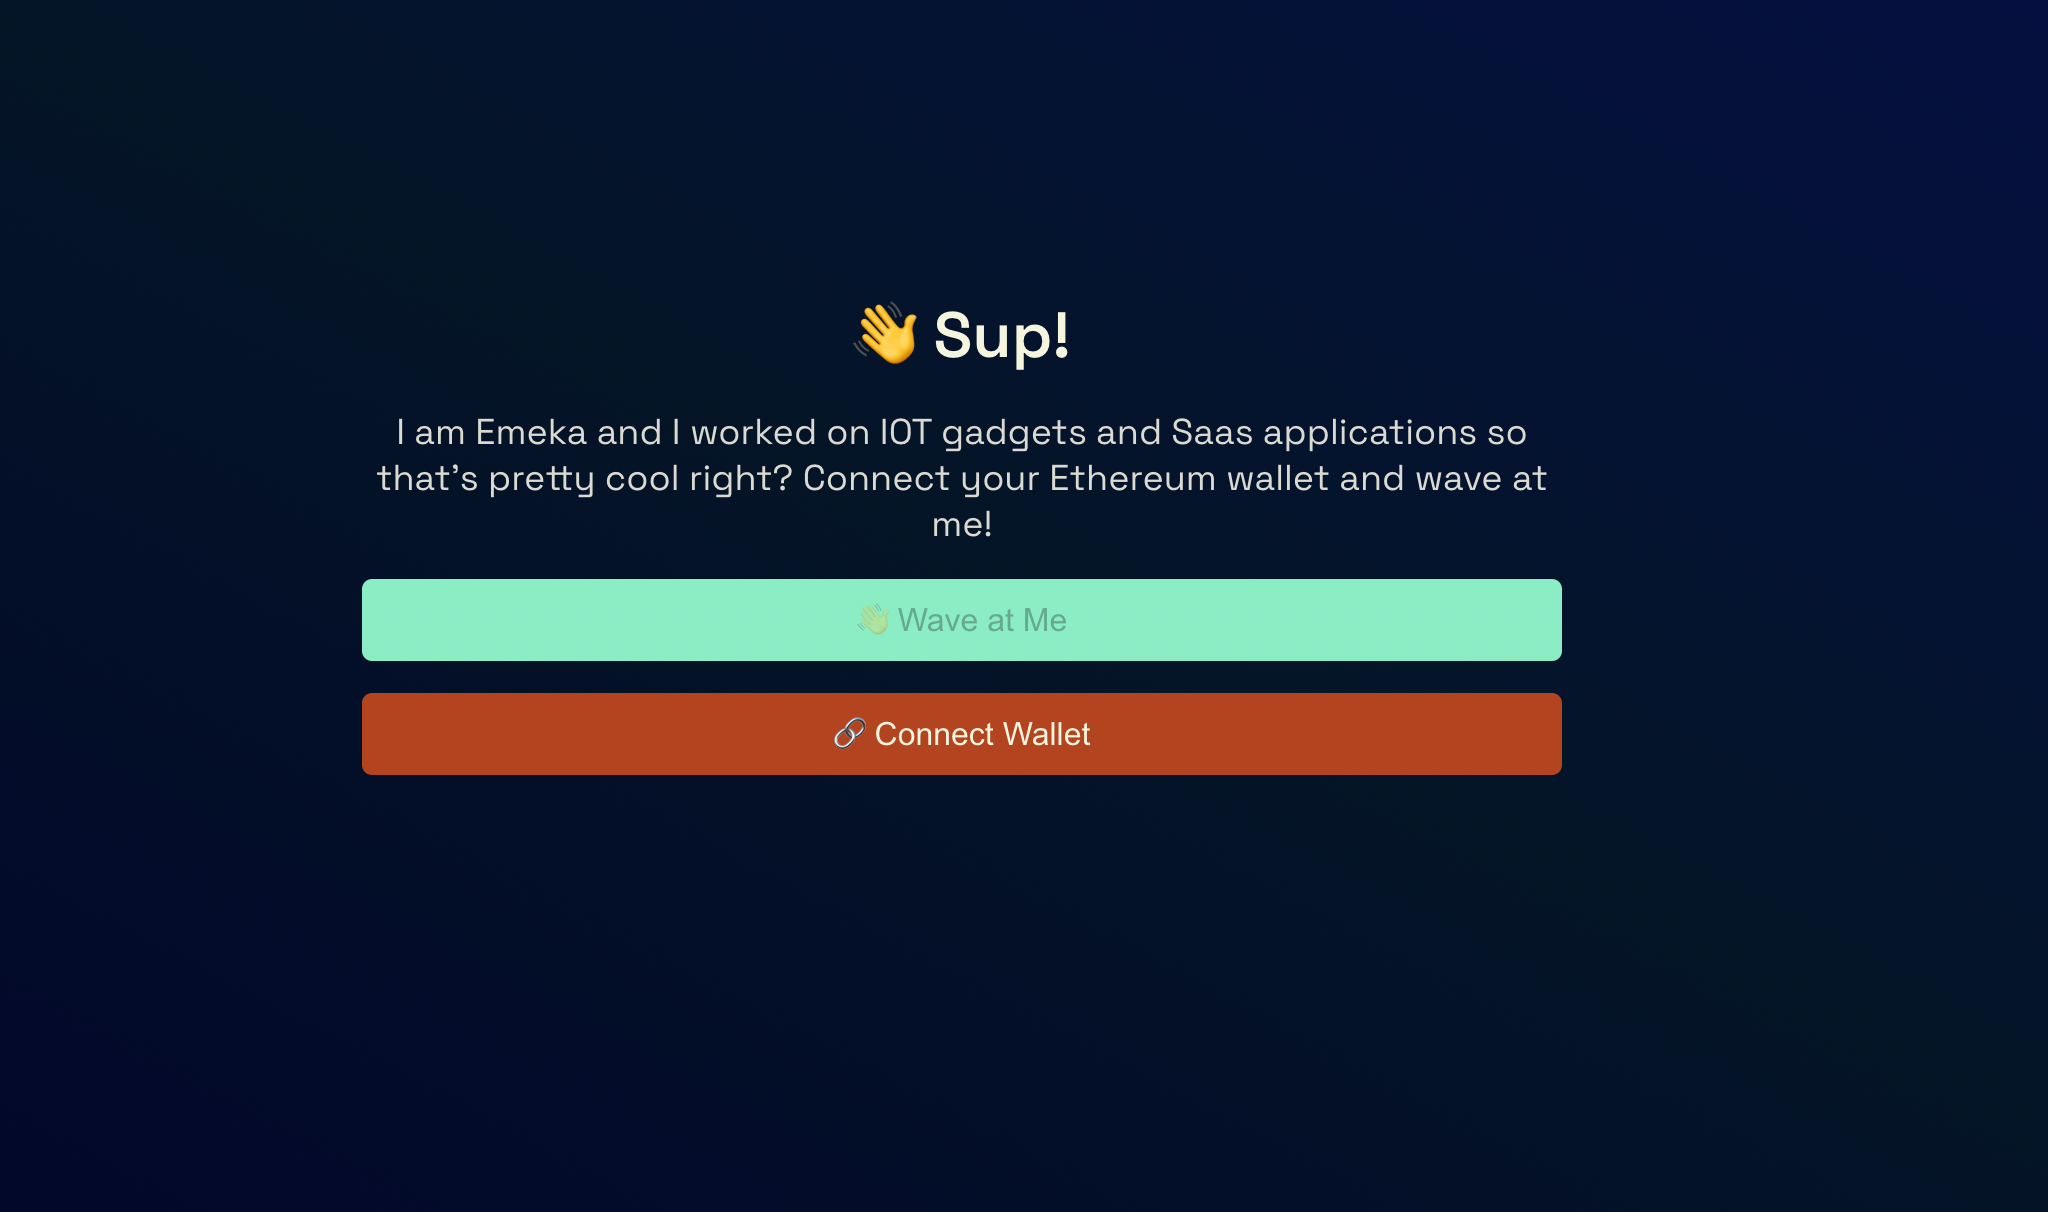 👋 Sup!
I am Emeka and I worked on IOT gadgets and Saas applications so
that's pretty cool right? Connect your Ethereum wallet and wave at
me!
👋 Wave at Me
🔗 Connect Wallet